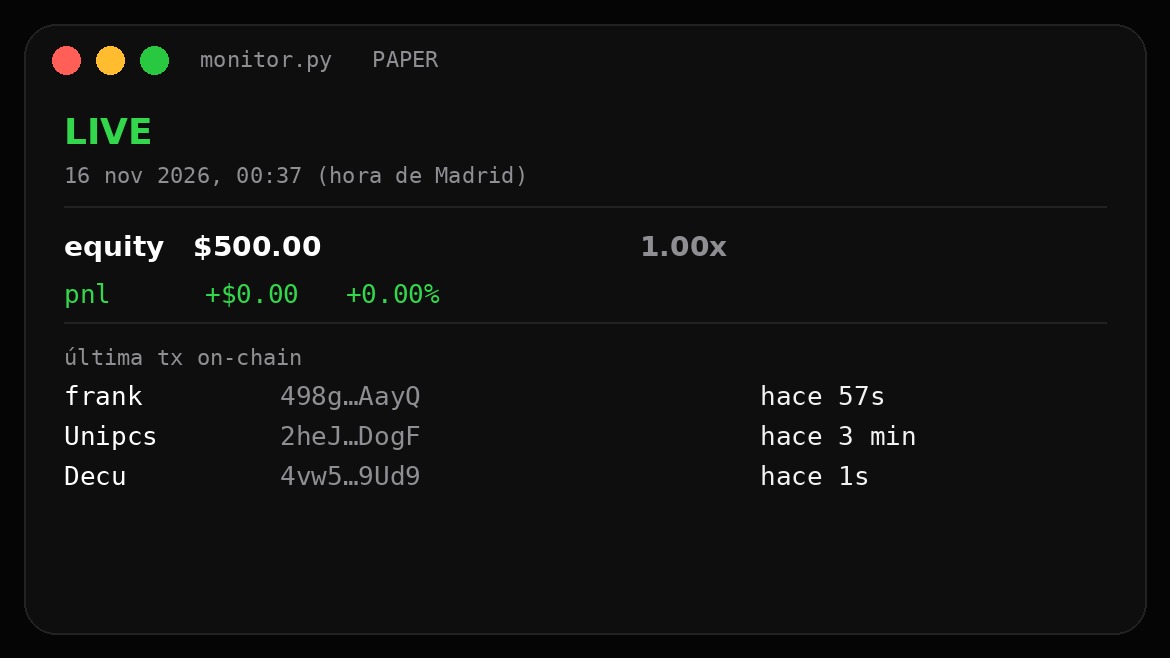 monitor.py PAPER
LIVE
16 nov 2026, 00:37 (hora de Madrid)
equity $500.00 1.00x
pnl +$0.00 +0.00%
última tx on-chain
frank 498g…AayQ hace 57s
Unipcs 2heJ…DogF hace 3 min
Decu 4vw5…9Ud9 hace 1s